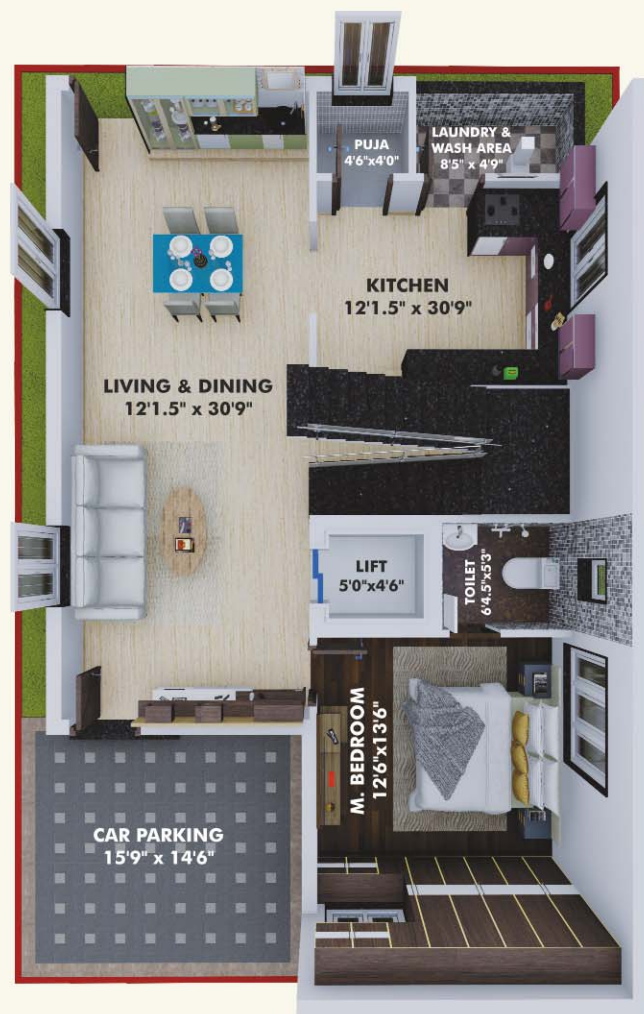 PUJA
4'6"x4'0"
LAUNDRY &
WASH AREA
8'5" x 4'9"
KITCHEN
12'1.5" x 30'9"
LIVING & DINING
12'1.5" x 30'9"
LIFT
5'0"x4'6"
TOILET
6'4.5"x5'3"
M. BEDROOM
12'6"x13'6"
CAR PARKING
15'9" x 14'6"